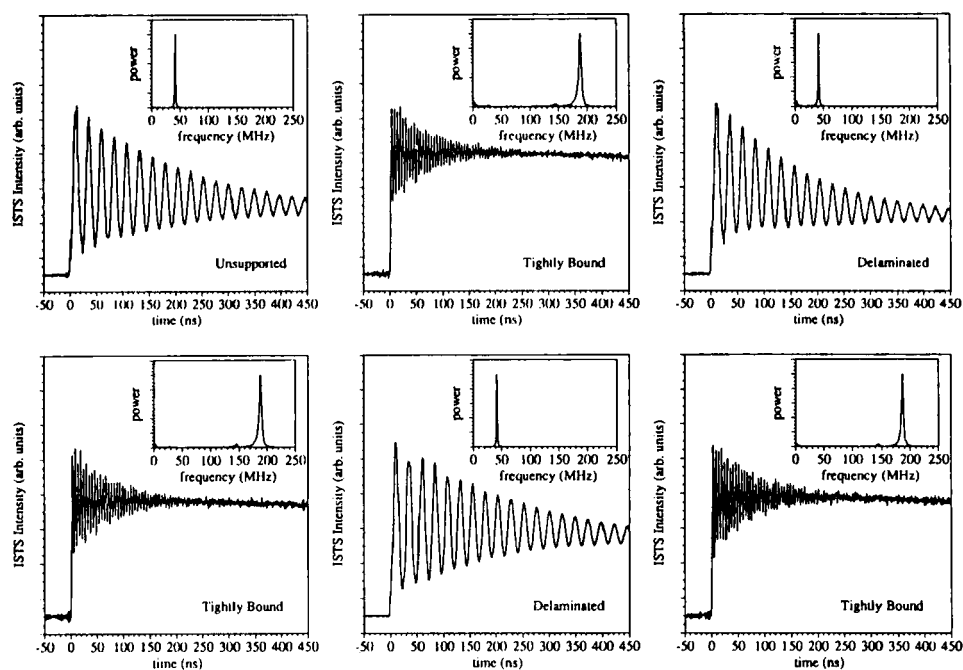 ISTS Intensity (arb. units)
power
0 50 100 150 200 250
frequency (MHz)
Unsupported
-50 0 50 100 150 200 250 300 350 400 450
time (ns)
ISTS Intensity (arb. units)
power
0 50 100 150 200 250
frequency (MHz)
Tightly Bound
-50 0 50 100 150 200 250 300 350 400 450
time (ns)
ISTS Intensity (arb. units)
power
0 50 100 150 200 250
frequency (MHz)
Delaminated
-50 0 50 100 150 200 250 300 350 400 450
time (ns)
ISTS Intensity (arb. units)
power
0 50 100 150 200 250
frequency (MHz)
Tightly Bound
-50 0 50 100 150 200 250 300 350 400 450
time (ns)
ISTS Intensity (arb. units)
power
0 50 100 150 200 250
frequency (MHz)
Delaminated
-50 0 50 100 150 200 250 300 350 400 450
time (ns)
ISTS Intensity (arb. units)
power
0 50 100 150 200 250
frequency (MHz)
Tightly Bound
-50 0 50 100 150 200 250 300 350 400 450
time (ns)